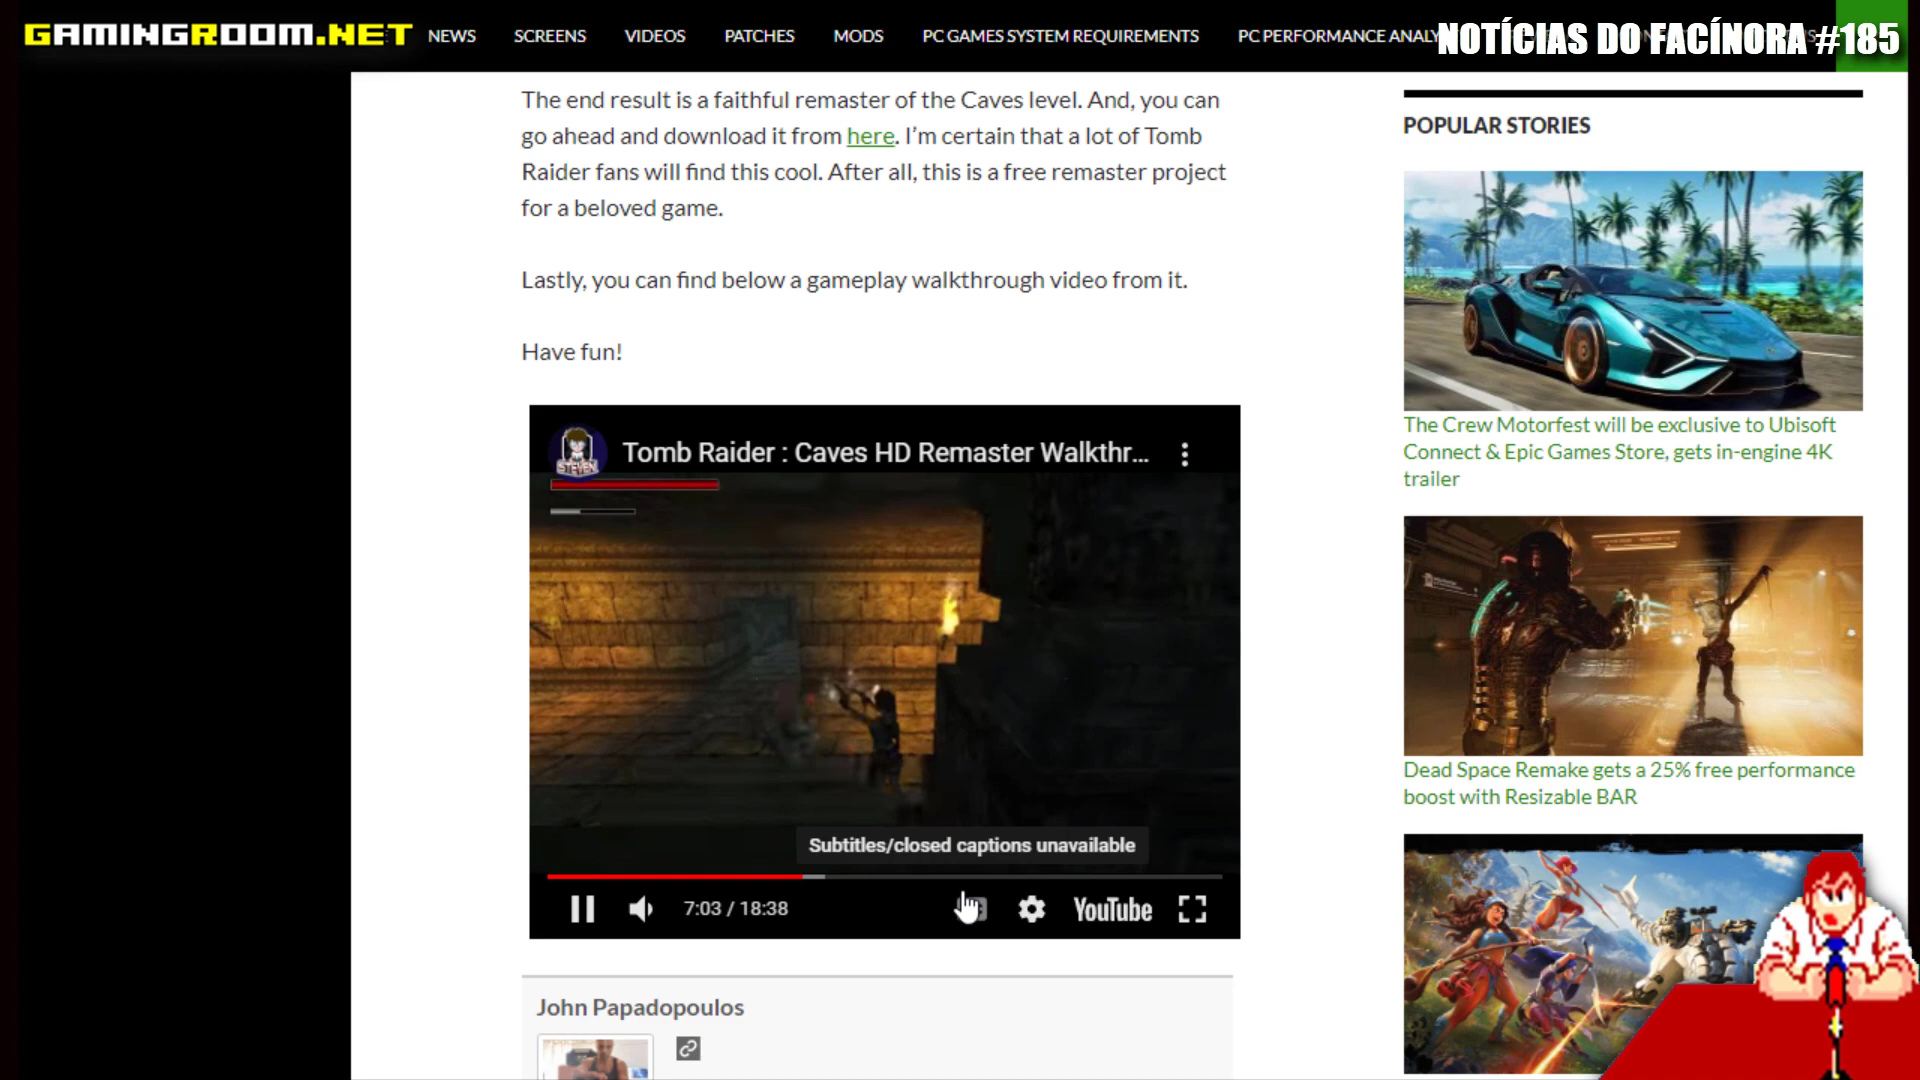 GAMINGROOM.NET
NEWS SCREENS VIDEOS PATCHES MODS PC GAMES SYSTEM REQUIREMENTS PC PERFORMANCE ANALY
NOTÍCIAS DO FACÍNORA #185
The end result is a faithful remaster of the Caves level. And, you can
go ahead and download it from here. I’m certain that a lot of Tomb
Raider fans will find this cool. After all, this is a free remaster project
for a beloved game.
Lastly, you can find below a gameplay walkthrough video from it.
Have fun!
STEVEN
Tomb Raider : Caves HD Remaster Walkthr...
Subtitles/closed captions unavailable
7:03 / 18:38
YouTube
John Papadopoulos
POPULAR STORIES
The Crew Motorfest will be exclusive to Ubisoft
Connect & Epic Games Store, gets in-engine 4K
trailer
Dead Space Remake gets a 25% free performance
boost with Resizable BAR